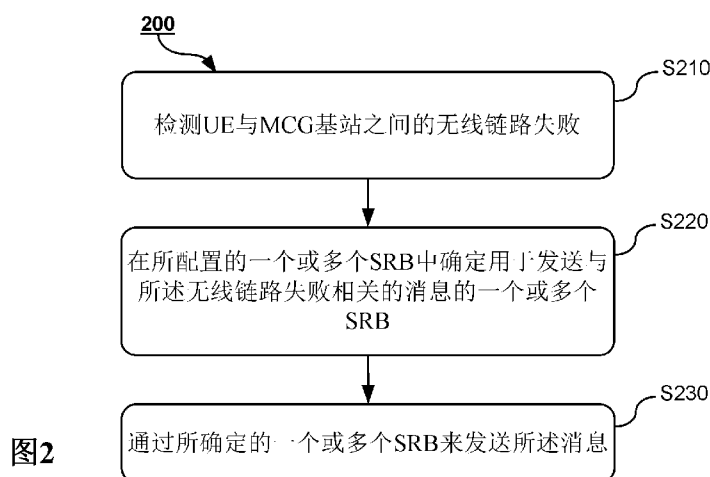 200
S210
检测UE与MCG基站之间的无线链路失败
S220
在所配置的一个或多个SRB中确定用于发送与
所述无线链路失败相关的消息的一个或多个
SRB
S230
通过所确定的一个或多个SRB来发送所述消息
图2